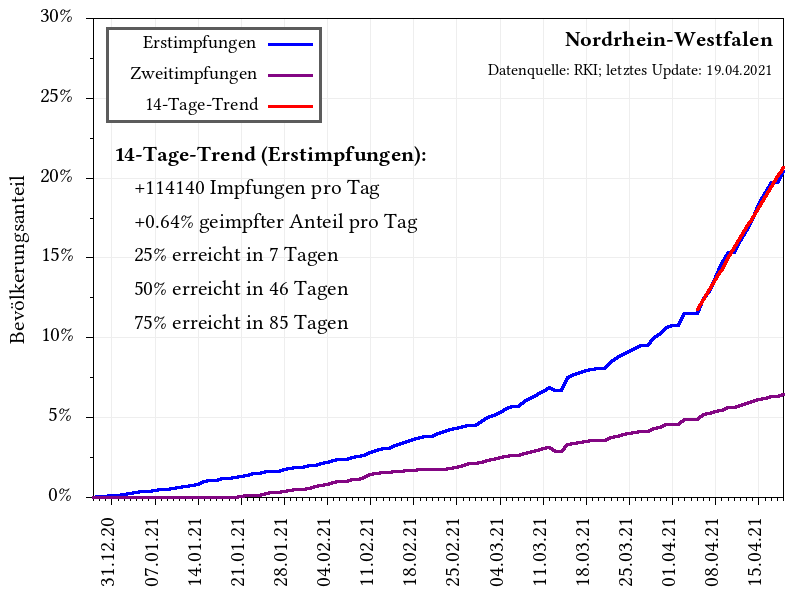 30%
25%
20%
15%
10%
5%
0%
Bevölkerungsanteil
Erstimpfungen
Zweitimpfungen
14-Tage-Trend
Nordrhein-Westfalen
Datenquelle: RKI; letztes Update: 19.04.2021
14-Tage-Trend (Erstimpfungen):
+114140 Impfungen pro Tag
+0.64% geimpfter Anteil pro Tag
25% erreicht in 7 Tagen
50% erreicht in 46 Tagen
75% erreicht in 85 Tagen
31.12.20
07.01.21
14.01.21
21.01.21
28.01.21
04.02.21
11.02.21
18.02.21
25.02.21
04.03.21
11.03.21
18.03.21
25.03.21
01.04.21
08.04.21
15.04.21